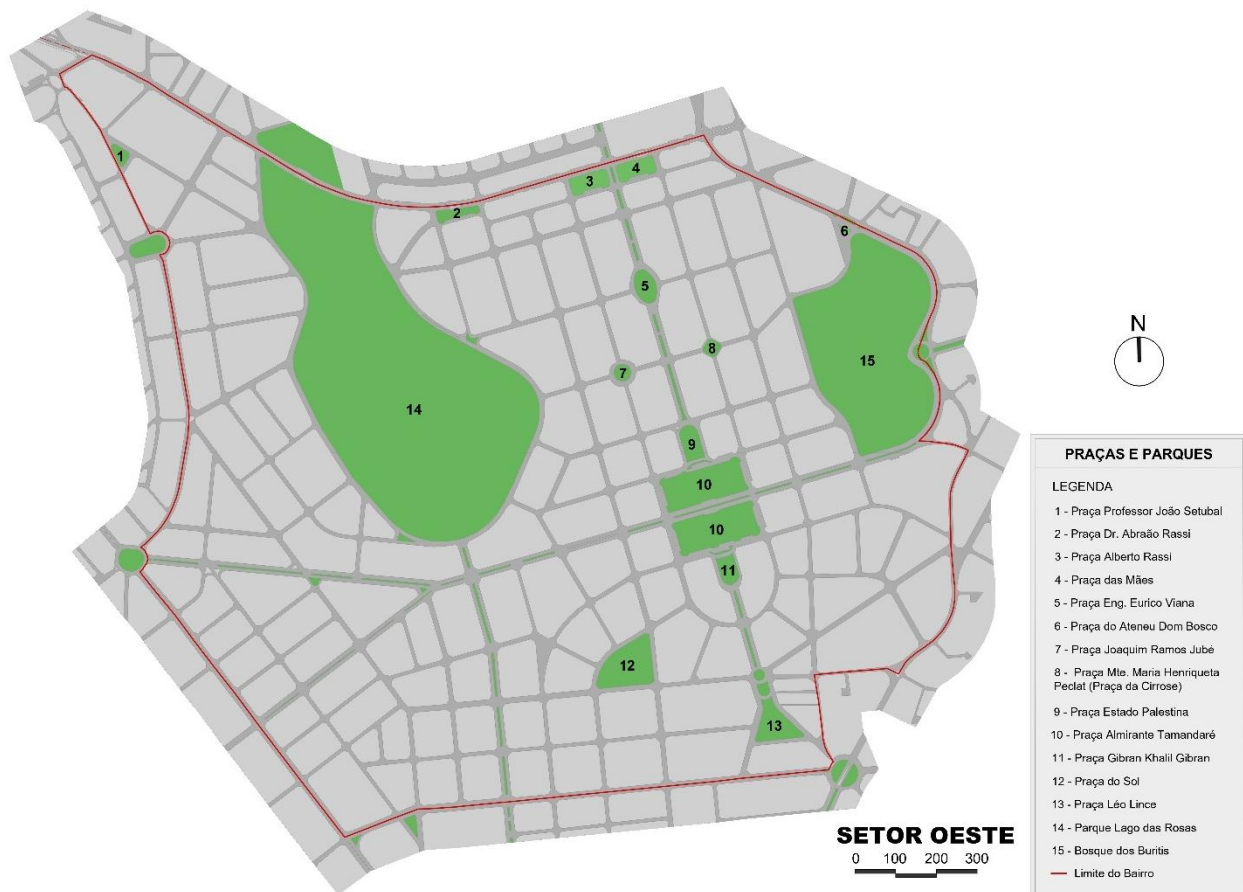 1
2
3
4
5
6
7
8
9
10
10
11
12
13
14
15
N
PRAÇAS E PARQUES
LEGENDA
1 - Praça Professor João Setubal
2 - Praça Dr. Abraão Rassi
3 - Praça Alberto Rassi
4 - Praça das Mães
5 - Praça Eng. Eurico Viana
6 - Praça do Ateneu Dom Bosco
7 - Praça Joaquim Ramos Jubé
8 - Praça Mte. Maria Henriqueta
Peclat (Praça da Cirrose)
9 - Praça Estado Palestina
10 - Praça Almirante Tamandaré
11 - Praça Gibran Khalil Gibran
12 - Praça do Sol
13 - Praça Léo Lince
14 - Parque Lago das Rosas
15 - Bosque dos Buritis
Limite do Bairro
SETOR OESTE
0 100 200 300